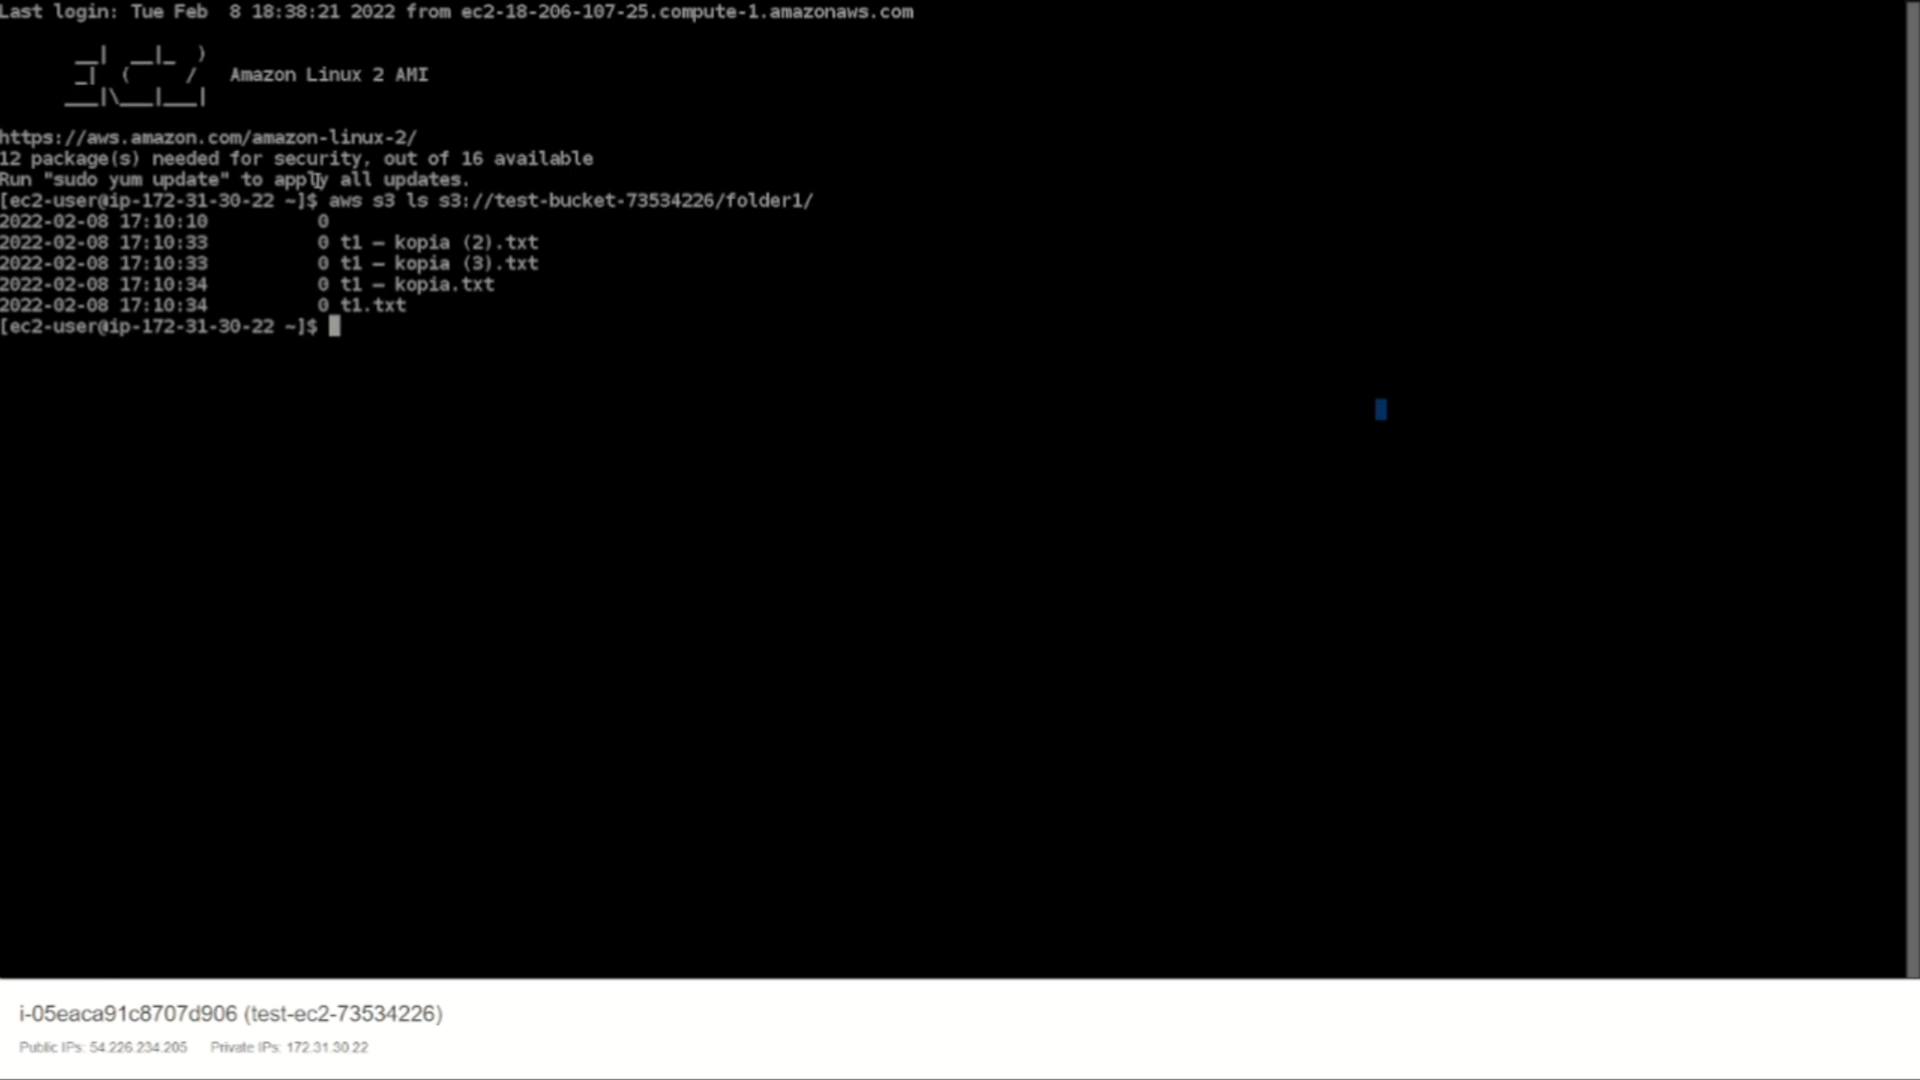 Last login: Tue Feb  8 18:38:21 2022 from ec2-18-206-107-25.compute-1.amazonaws.com
       __|  __|_  )
       _|  (     /   Amazon Linux 2 AMI
      ___|\___|___|
https://aws.amazon.com/amazon-linux-2/
12 package(s) needed for security, out of 16 available
Run "sudo yum update" to apply all updates.
[ec2-user@ip-172-31-30-22 ~]$ aws s3 ls s3://test-bucket-73534226/folder1/
2022-02-08 17:10:10          0
2022-02-08 17:10:33          0 t1 — kopia (2).txt
2022-02-08 17:10:33          0 t1 — kopia (3).txt
2022-02-08 17:10:34          0 t1 — kopia.txt
2022-02-08 17:10:34          0 t1.txt
[ec2-user@ip-172-31-30-22 ~]$
i-05eaca91c8707d906 (test-ec2-73534226)
Public IPs: 54.226.234.205    Private IPs: 172.31.30.22